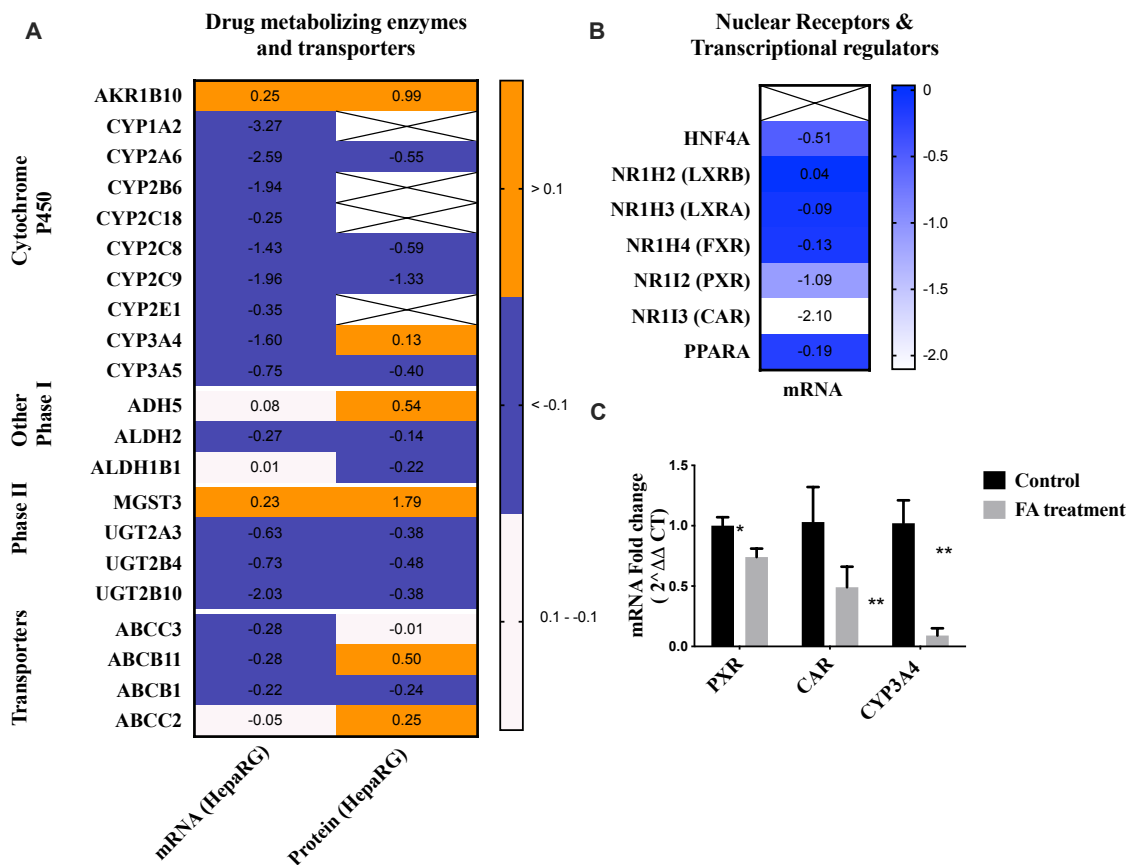 A
Drug metabolizing enzymes
and transporters
Cytochrome
P450
AKR1B10 0.25 0.99
CYP1A2 -3.27
CYP2A6 -2.59 -0.55
CYP2B6 -1.94
CYP2C18 -0.25
CYP2C8 -1.43 -0.59
CYP2C9 -1.96 -1.33
CYP2E1 -0.35
CYP3A4 -1.60 0.13
CYP3A5 -0.75 -0.40
Other
Phase I
ADH5 0.08 0.54
ALDH2 -0.27 -0.14
ALDH1B1 0.01 -0.22
Phase II
MGST3 0.23 1.79
UGT2A3 -0.63 -0.38
UGT2B4 -0.73 -0.48
UGT2B10 -2.03 -0.38
Transporters
ABCC3 -0.28 -0.01
ABCB11 -0.28 0.50
ABCB1 -0.22 -0.24
ABCC2 -0.05 0.25
mRNA (HepaRG)
Protein (HepaRG)
> 0.1
< -0.1
0.1 - -0.1
B
Nuclear Receptors &
Transcriptional regulators
HNF4A -0.51
NR1H2 (LXRB) 0.04
NR1H3 (LXRA) -0.09
NR1H4 (FXR) -0.13
NR1I2 (PXR) -1.09
NR1I3 (CAR) -2.10
PPARA -0.19
mRNA
0
-0.5
-1.0
-1.5
-2.0
C
mRNA Fold change
( 2^ΔΔ CT)
1.5
1.0
0.5
0.0
*
**
**
PXR
CAR
CYP3A4
Control
FA treatment